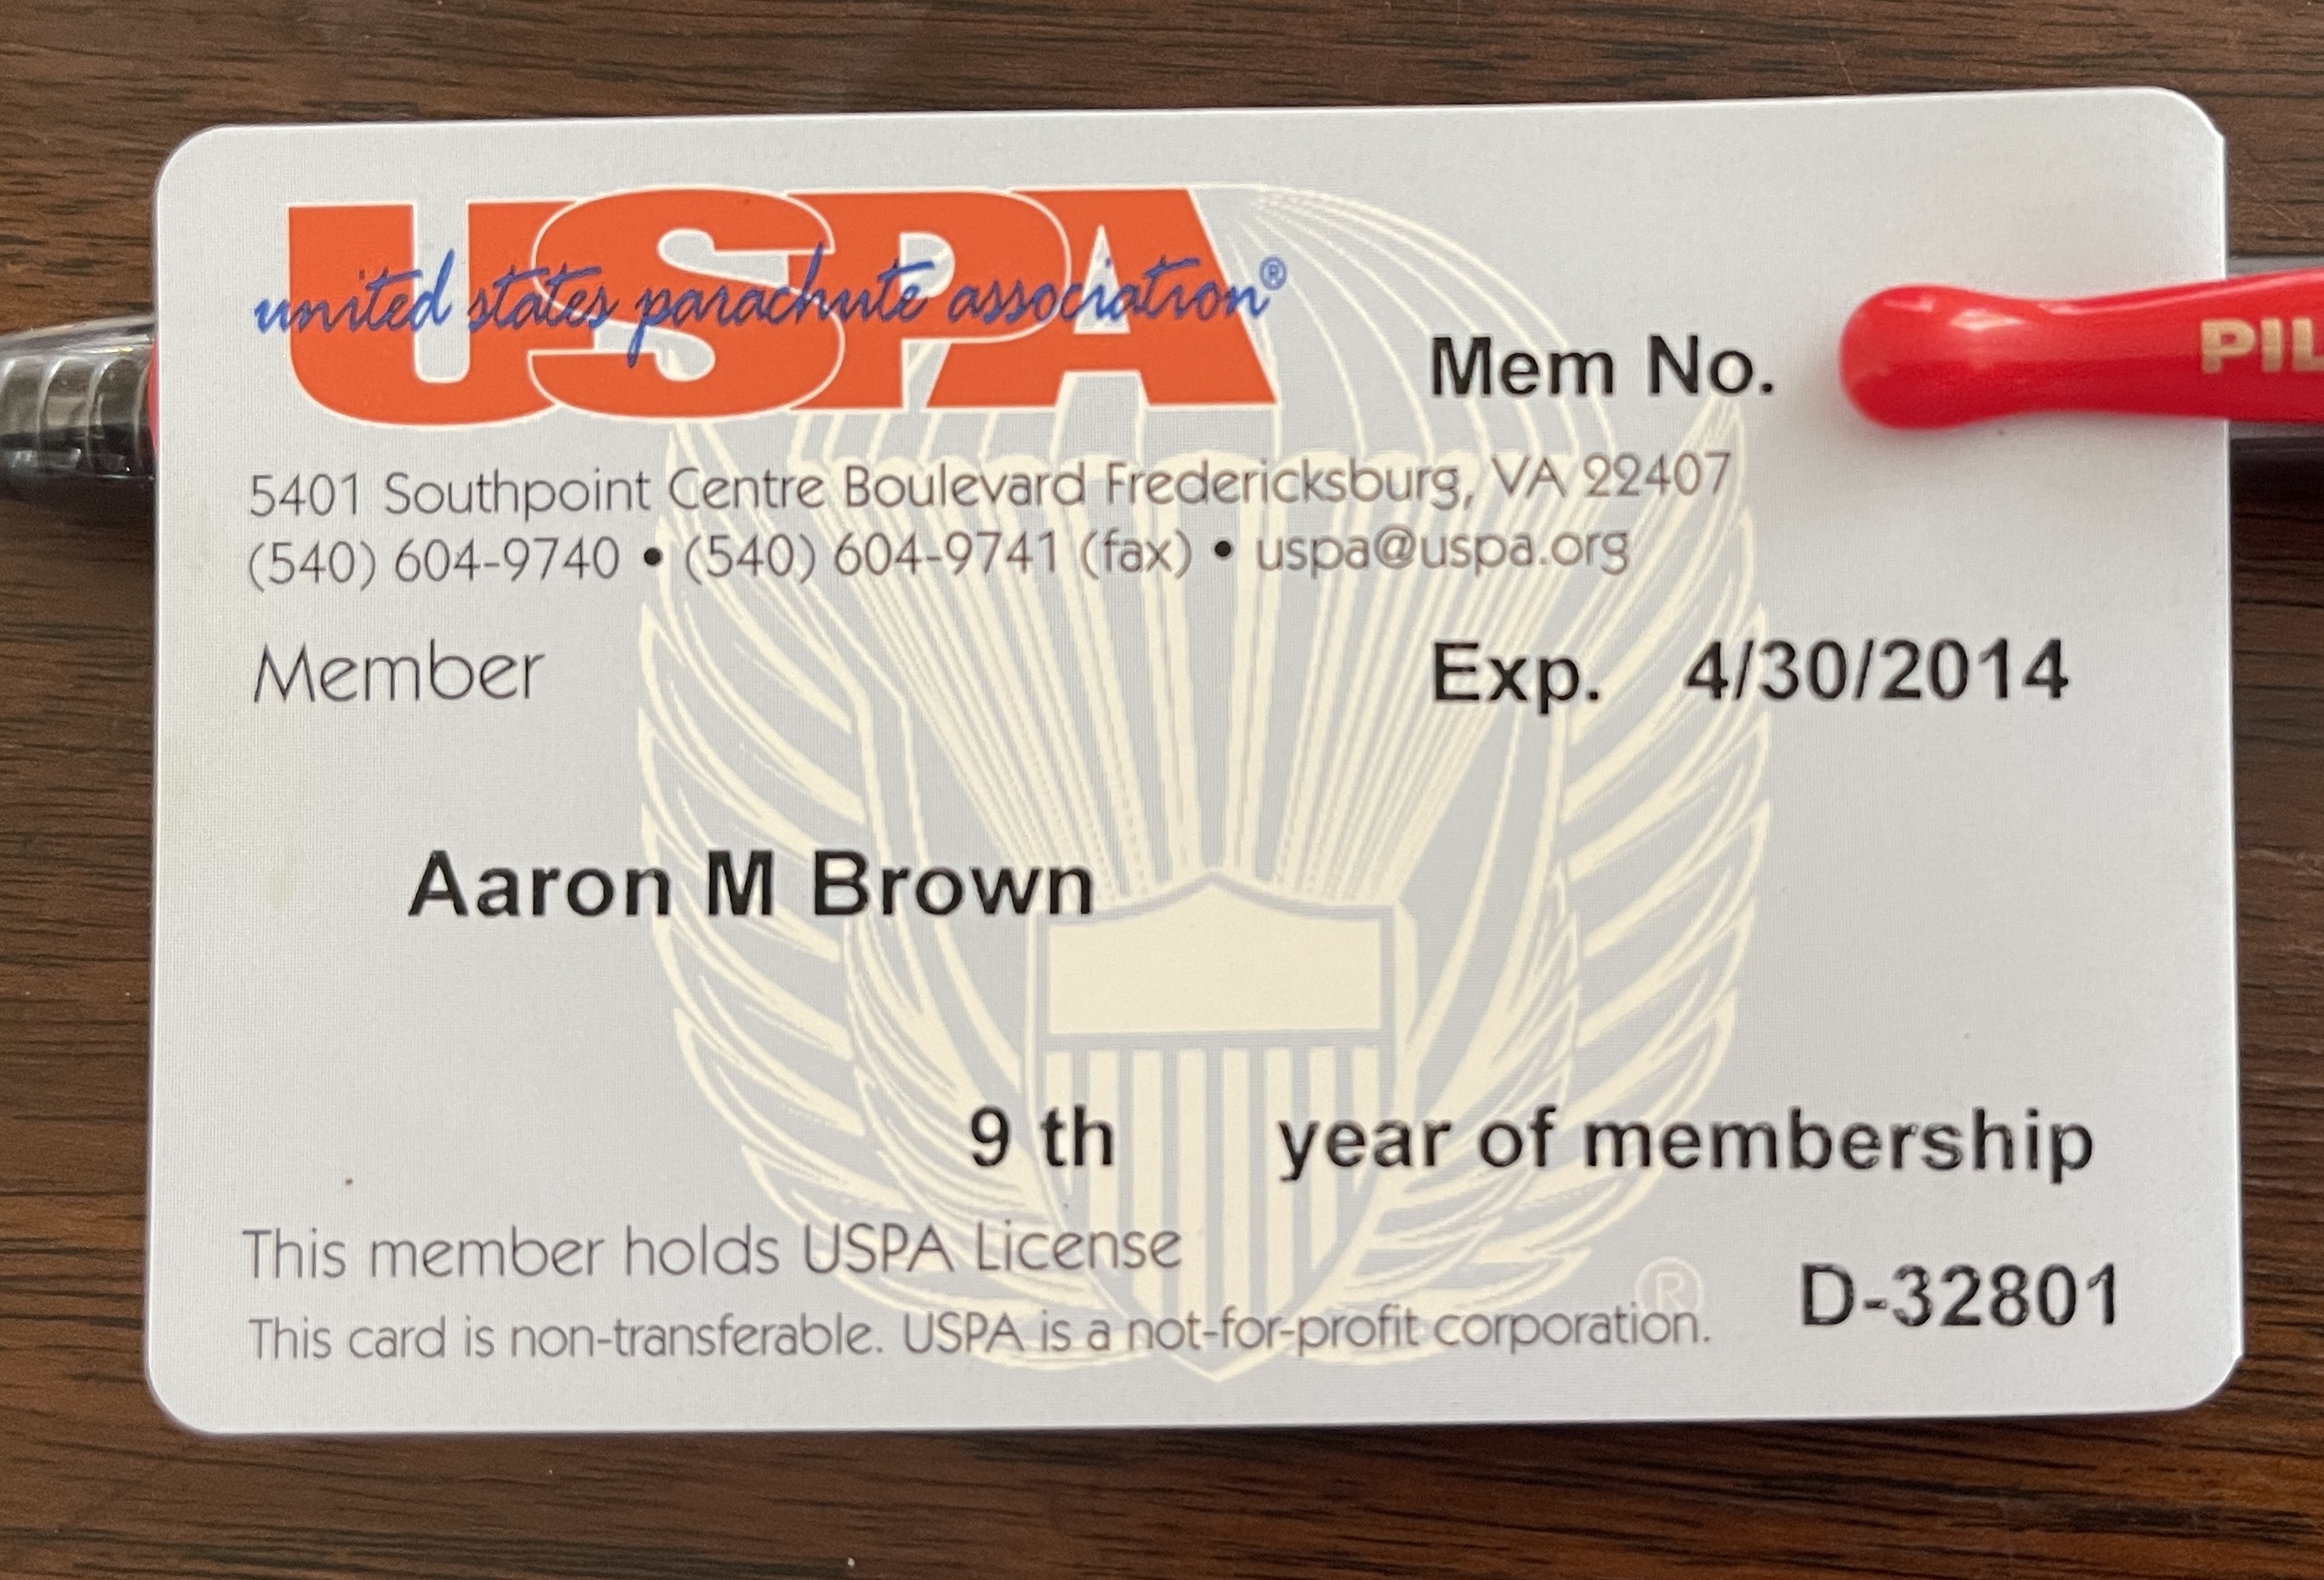 USPA
united states parachute association®
Mem No.
PIL
5401 Southpoint Centre Boulevard Fredericksburg, VA 22407
(540) 604-9740 • (540) 604-9741 (fax) • uspa@uspa.org
Member
Exp. 4/30/2014
Aaron M Brown
9 th year of membership
This member holds USPA License
D-32801
This card is non-transferable. USPA is a not-for-profit corporation.
®